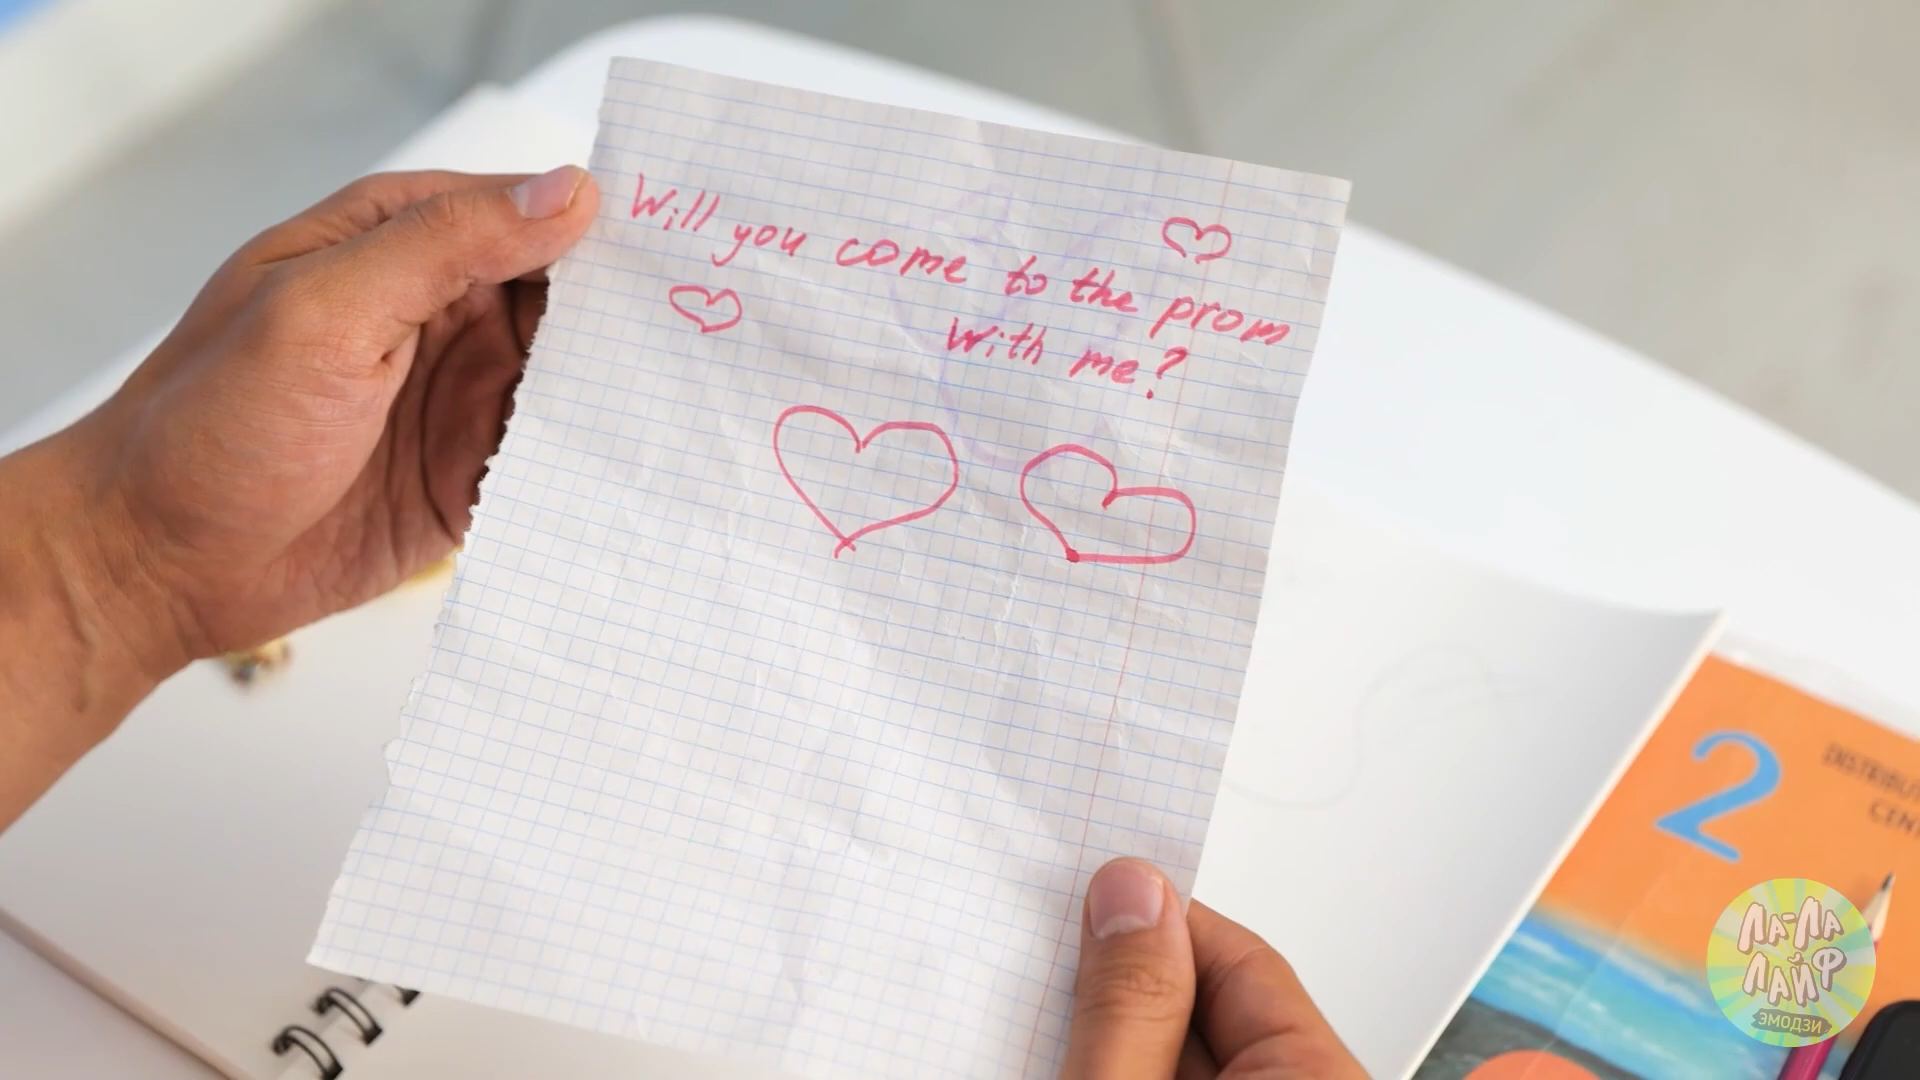 Will you come to the prom
with me?
2
ЛА-ЛА
ЛАЙФ
ЭМОДЗИ